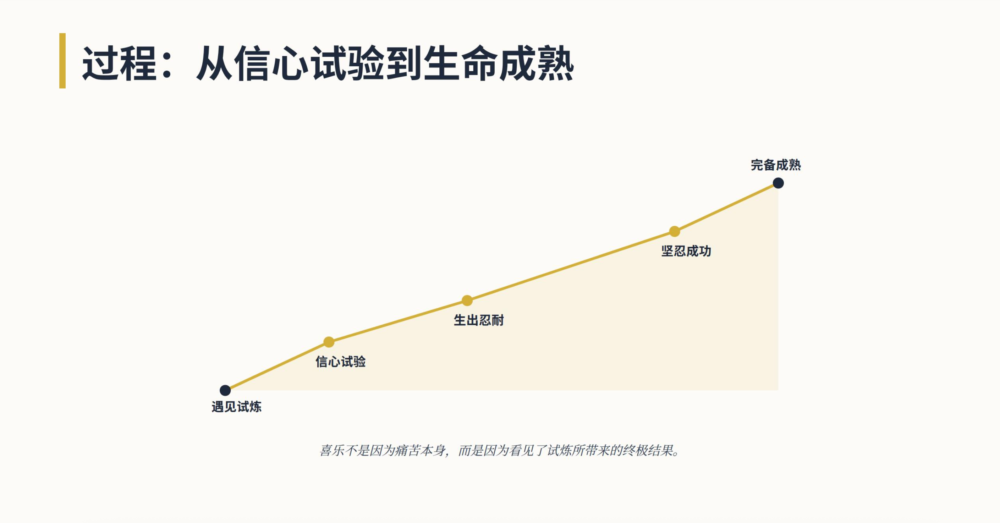 过程：从信心试验到生命成熟
完备成熟
坚忍成功
生出忍耐
信心试验
遇见试炼
喜乐不是因为痛苦本身，而是因为看见了试炼所带来的终极结果。